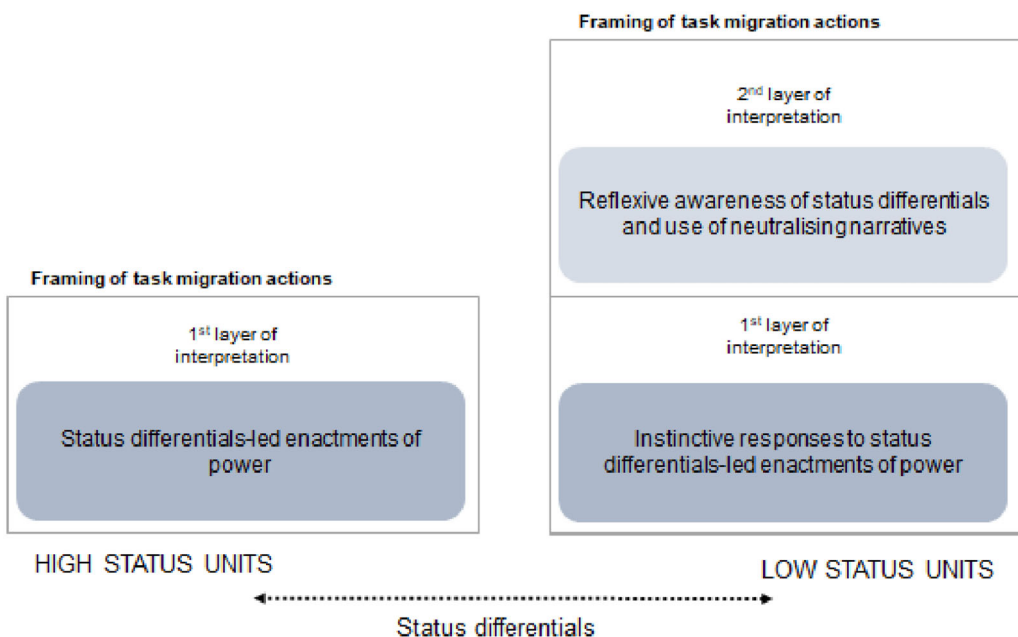 Framing of task migration actions
2nd layer of
interpretation
Reflexive awareness of status differentials
and use of neutralising narratives
Framing of task migration actions
1st layer of
interpretation
Status differentials-led enactments of
power
1st layer of
interpretation
Instinctive responses to status
differentials-led enactments of power
HIGH STATUS UNITS
LOW STATUS UNITS
Status differentials